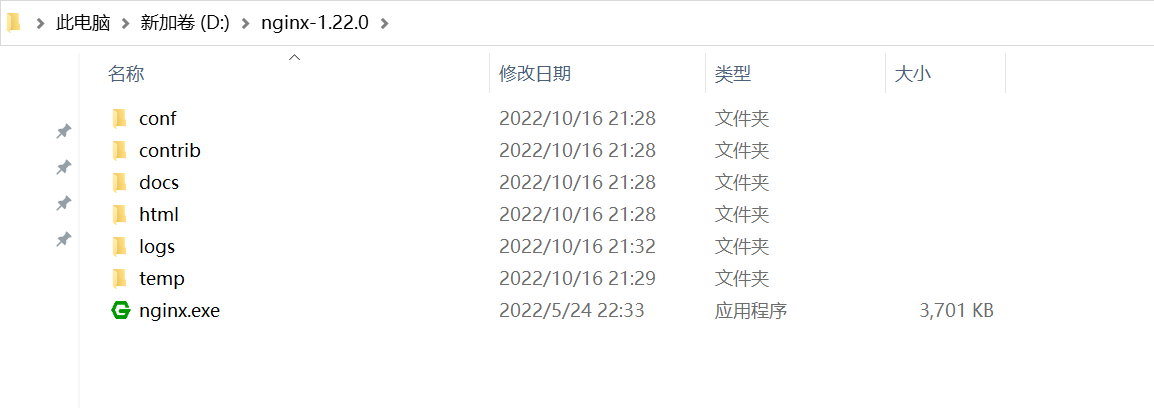 此电脑 > 新加卷 (D:) > nginx-1.22.0 >
名称 修改日期 类型 大小
conf 2022/10/16 21:28 文件夹
contrib 2022/10/16 21:28 文件夹
docs 2022/10/16 21:28 文件夹
html 2022/10/16 21:28 文件夹
logs 2022/10/16 21:32 文件夹
temp 2022/10/16 21:29 文件夹
nginx.exe 2022/5/24 22:33 应用程序 3,701 KB